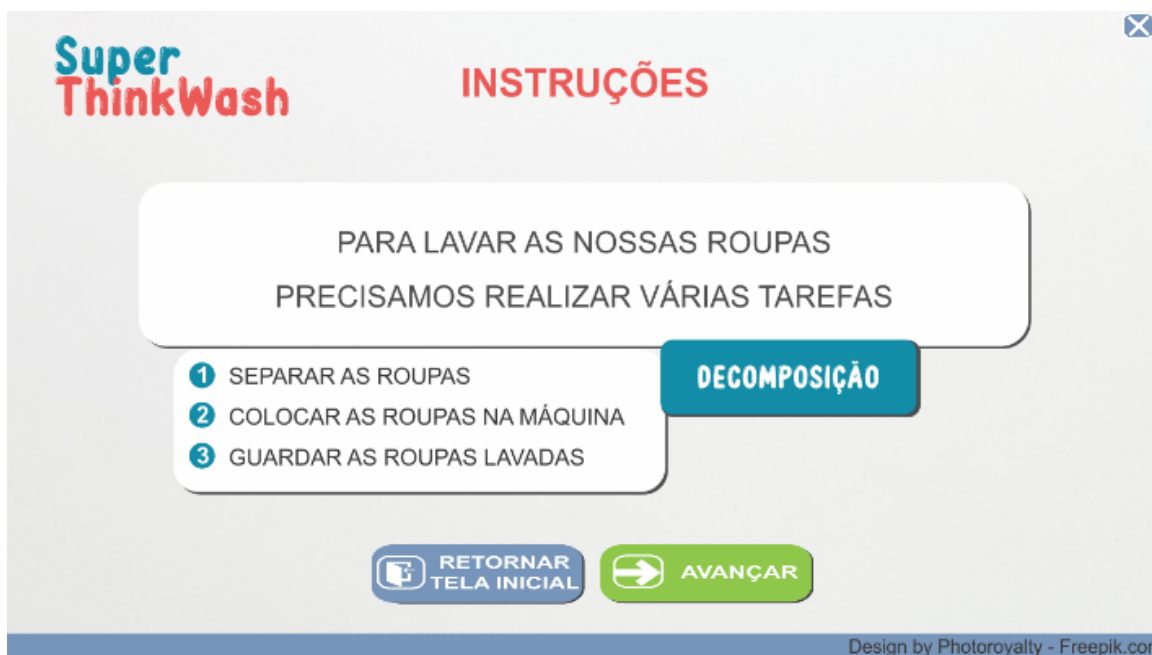 Super
ThinkWash
INSTRUÇÕES
PARA LAVAR AS NOSSAS ROUPAS
PRECISAMOS REALIZAR VÁRIAS TAREFAS
1 SEPARAR AS ROUPAS
2 COLOCAR AS ROUPAS NA MÁQUINA
3 GUARDAR AS ROUPAS LAVADAS
DECOMPOSIÇÃO
RETORNAR
TELA INICIAL
AVANÇAR
Design by Photoroyalty - Freepik.com